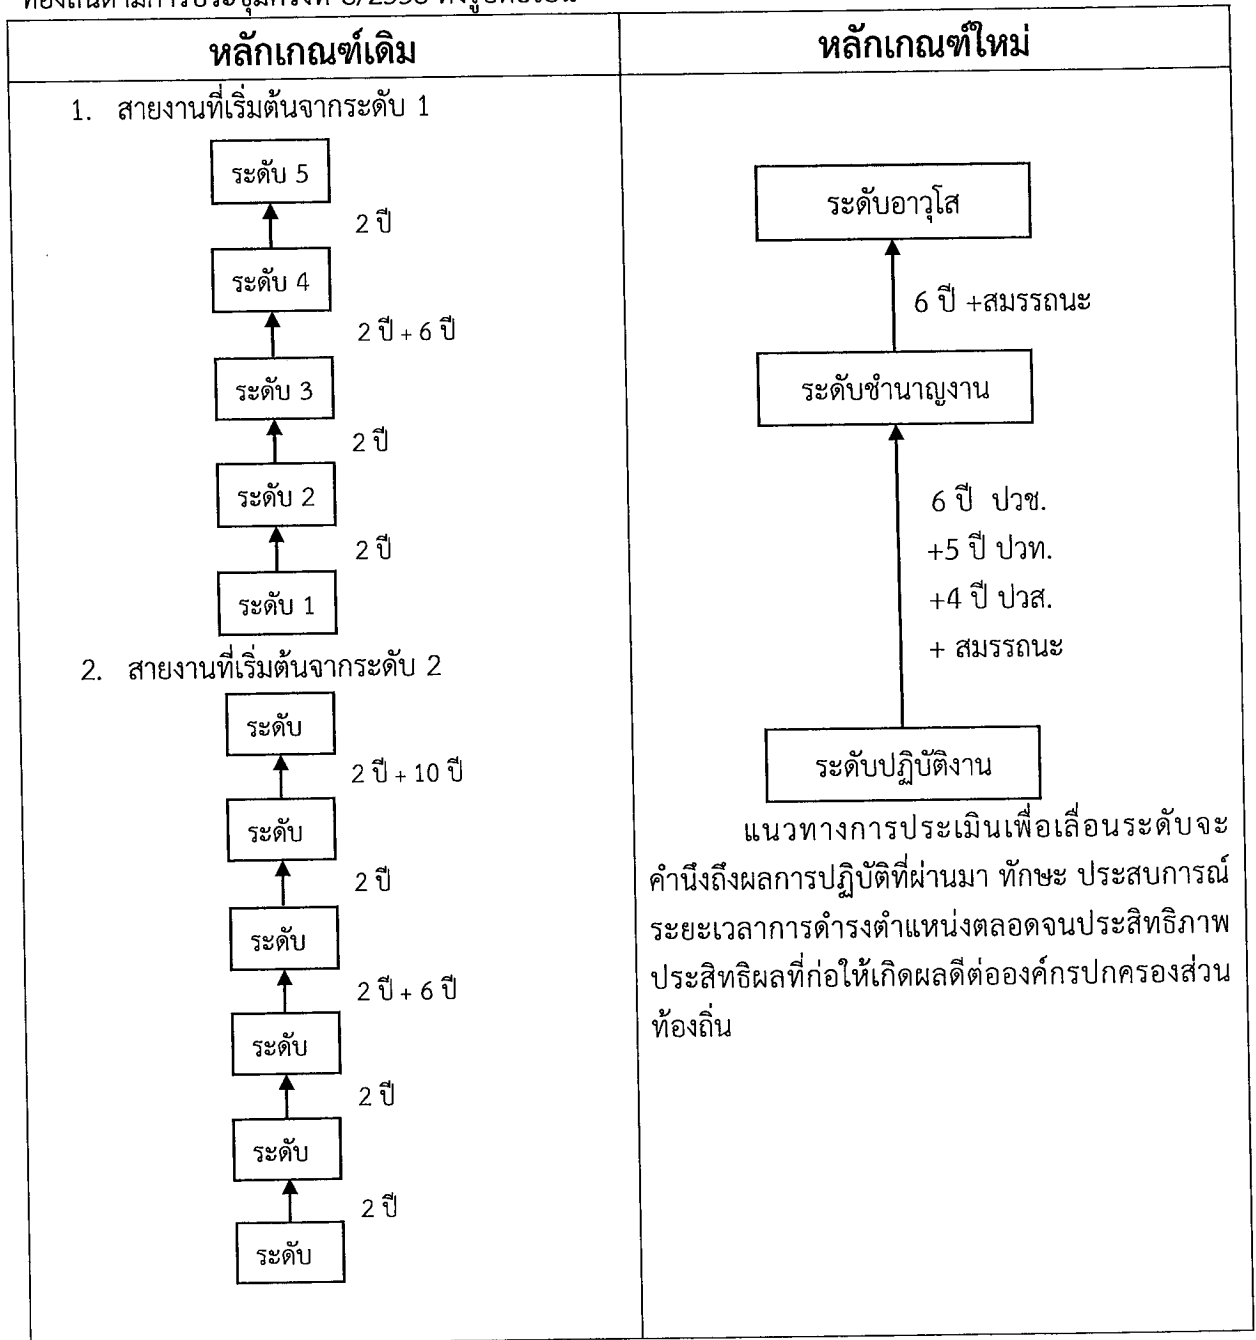 หลักเกณฑ์เดิม
หลักเกณฑ์ใหม่
1. สายงานที่เริ่มต้นจากระดับ 1
ระดับ 5
2 ปี
ระดับ 4
2 ปี + 6 ปี
ระดับ 3
2 ปี
ระดับ 2
2 ปี
ระดับ 1
2. สายงานที่เริ่มต้นจากระดับ 2
ระดับ
2 ปี + 10 ปี
ระดับ
2 ปี
ระดับ
2 ปี + 6 ปี
ระดับ
2 ปี
ระดับ
2 ปี
ระดับ
ระดับอาวุโส
6 ปี +สมรรถนะ
ระดับชำนาญงาน
6 ปี ปวช.
+5 ปี ปวท.
+4 ปี ปวส.
+ สมรรถนะ
ระดับปฏิบัติงาน
แนวทางการประเมินเพื่อเลื่อนระดับจะ
คำนึงถึงผลการปฏิบัติที่ผ่านมา ทักษะ ประสบการณ์
ระยะเวลาการดำรงตำแหน่งตลอดจนประสิทธิภาพ
ประสิทธิผลที่ก่อให้เกิดผลดีต่อองค์กรปกครองส่วน
ท้องถิ่น